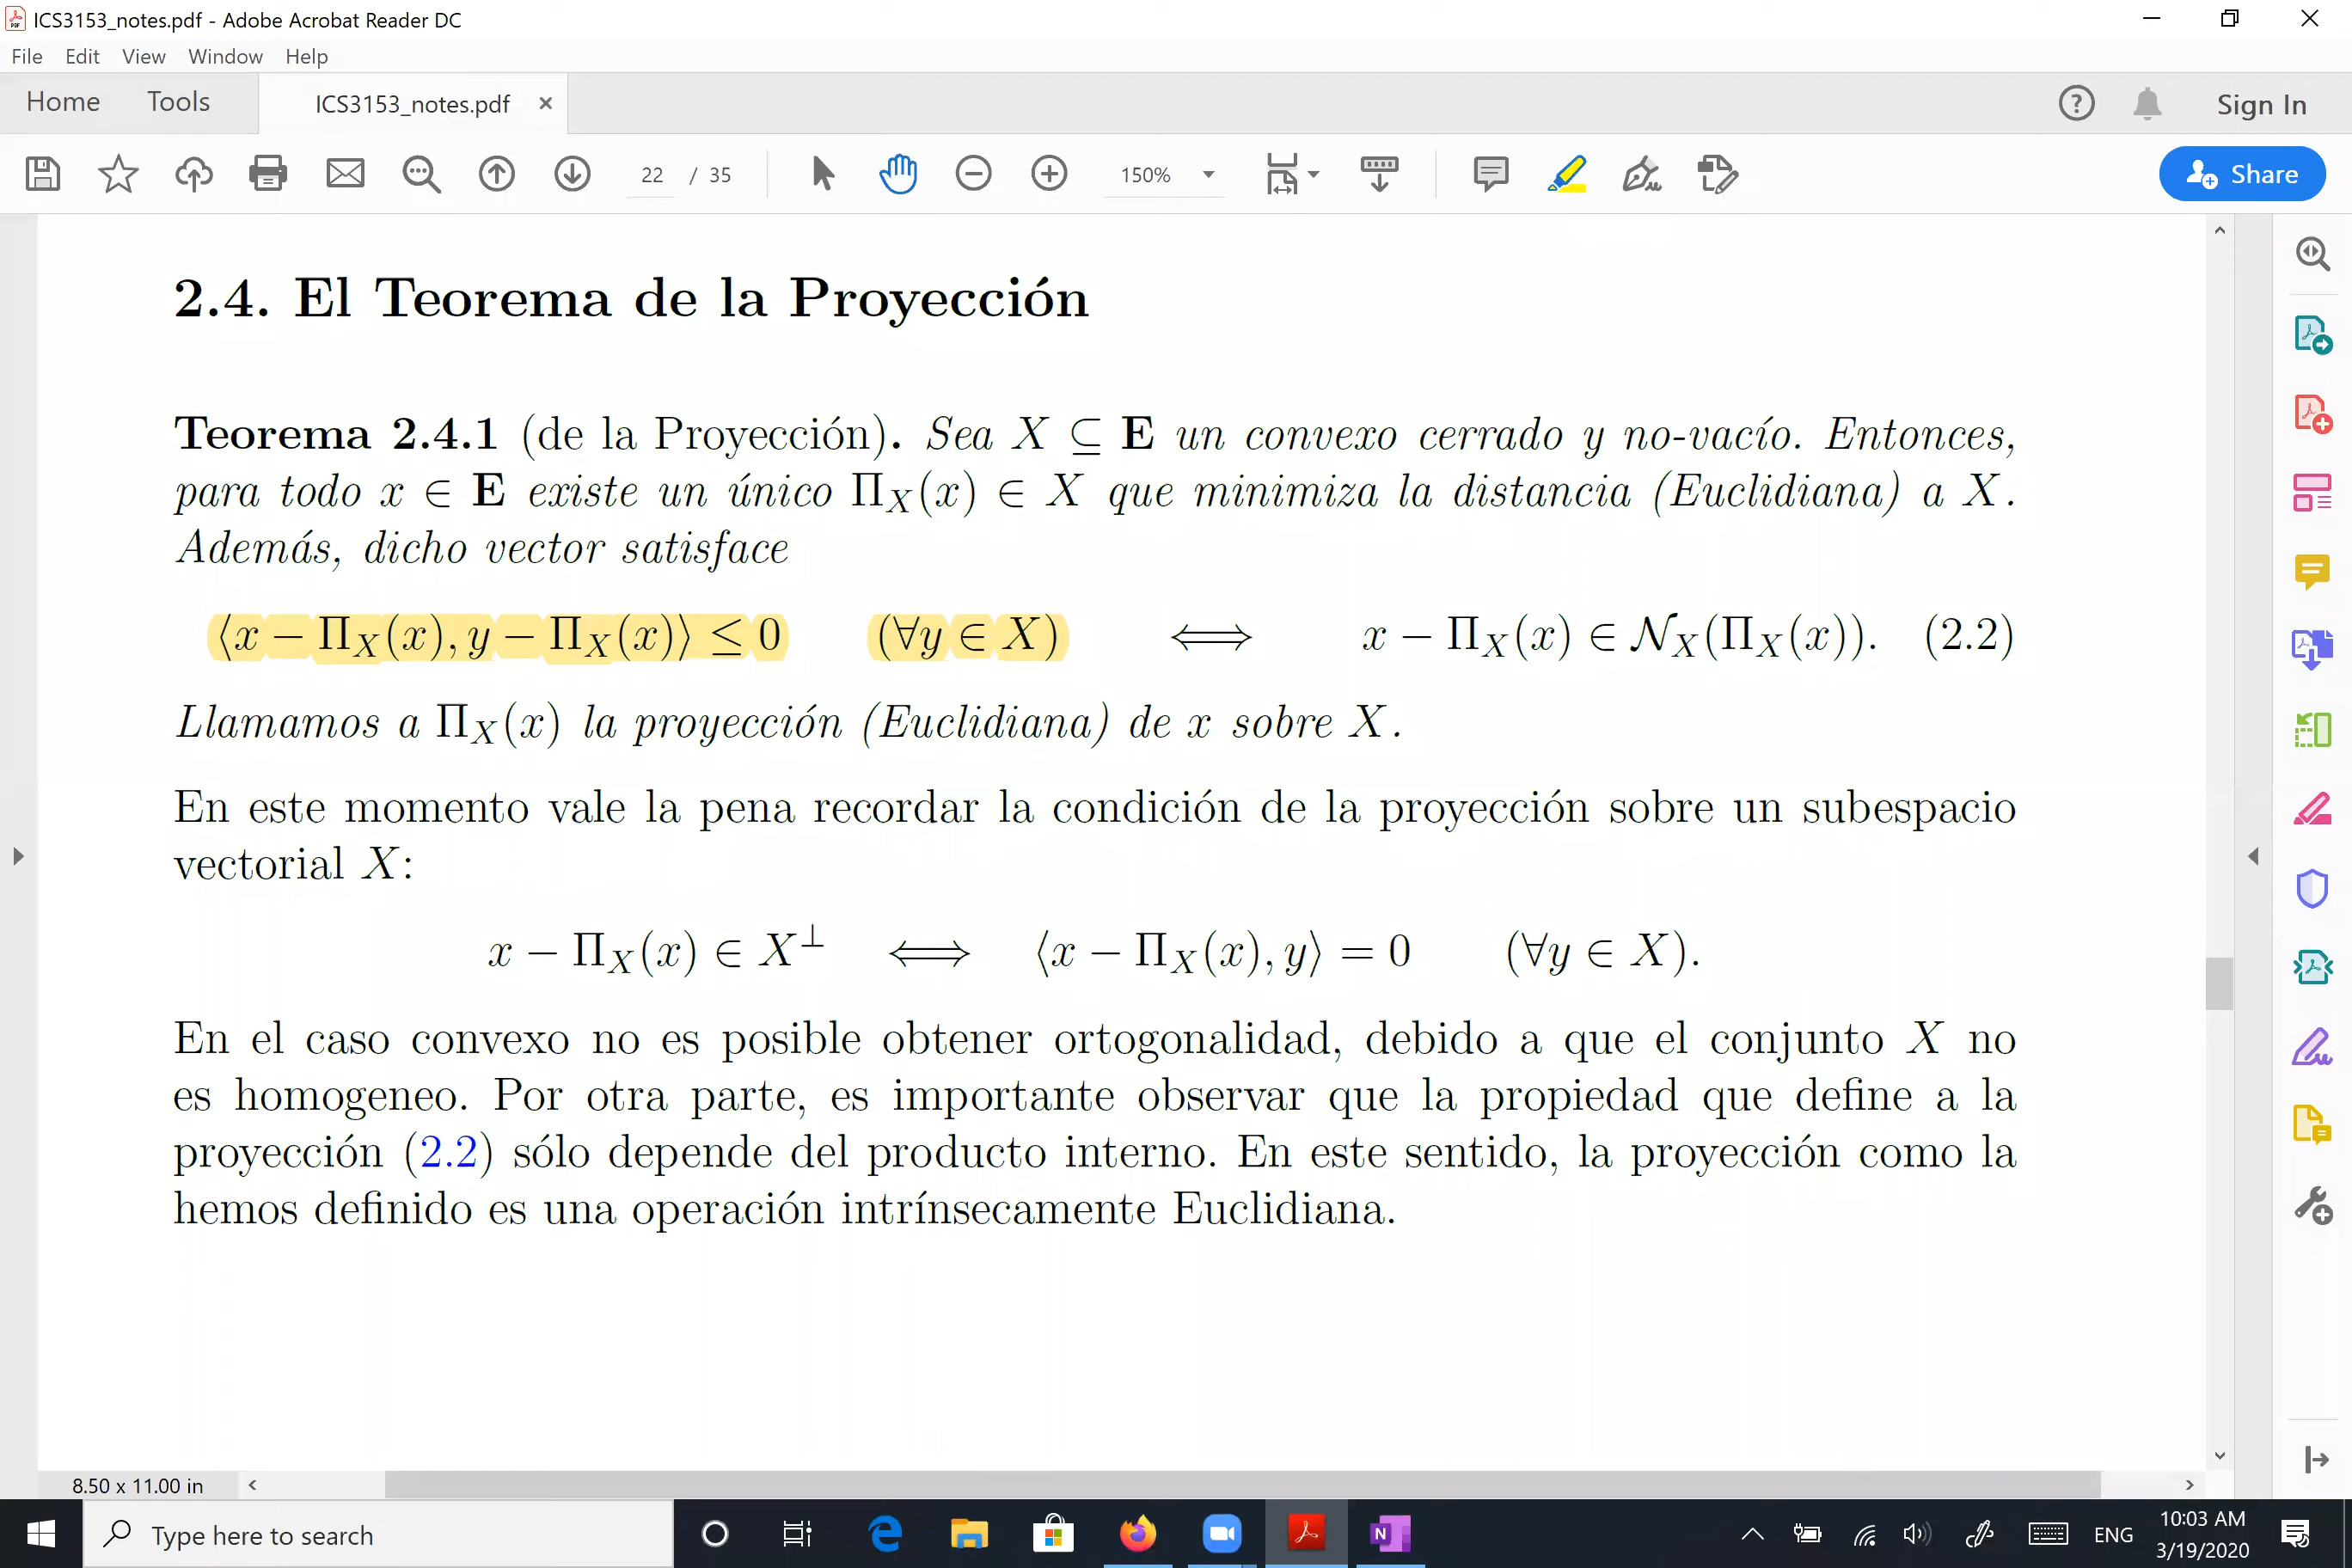 ICS3153_notes.pdf - Adobe Acrobat Reader DC
File Edit View Window Help
Home Tools ICS3153_notes.pdf × Sign In
22 / 35 150% Share
2.4. El Teorema de la Proyección
Teorema 2.4.1 (de la Proyección). Sea X ⊆ E un convexo cerrado y no-vacío. Entonces,
para todo x ∈ E existe un único Π_X(x) ∈ X que minimiza la distancia (Euclidiana) a X.
Además, dicho vector satisface
⟨x − Π_X(x), y − Π_X(x)⟩ ≤ 0 (∀y ∈ X) ⟺ x − Π_X(x) ∈ N_X(Π_X(x)). (2.2)
Llamamos a Π_X(x) la proyección (Euclidiana) de x sobre X.
En este momento vale la pena recordar la condición de la proyección sobre un subespacio
vectorial X:
x − Π_X(x) ∈ X^⊥ ⟺ ⟨x − Π_X(x), y⟩ = 0 (∀y ∈ X).
En el caso convexo no es posible obtener ortogonalidad, debido a que el conjunto X no
es homogeneo. Por otra parte, es importante observar que la propiedad que define a la
proyección (2.2) sólo depende del producto interno. En este sentido, la proyección como la
hemos definido es una operación intrínsecamente Euclidiana.
8.50 x 11.00 in
Type here to search
ENG
10:03 AM
3/19/2020